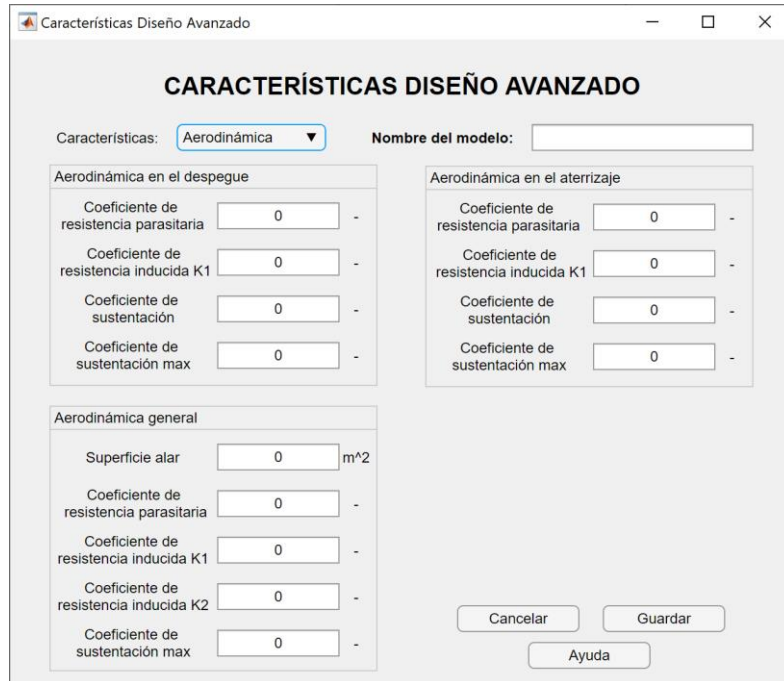 Características Diseño Avanzado
CARACTERÍSTICAS DISEÑO AVANZADO
Características: Aerodinámica ▼ Nombre del modelo:
Aerodinámica en el despegue
Coeficiente de
resistencia parasitaria 0 -
Coeficiente de
resistencia inducida K1 0 -
Coeficiente de
sustentación 0 -
Coeficiente de
sustentación max 0 -
Aerodinámica en el aterrizaje
Coeficiente de
resistencia parasitaria 0 -
Coeficiente de
resistencia inducida K1 0 -
Coeficiente de
sustentación 0 -
Coeficiente de
sustentación max 0 -
Aerodinámica general
Superficie alar 0 m^2
Coeficiente de
resistencia parasitaria 0 -
Coeficiente de
resistencia inducida K1 0 -
Coeficiente de
resistencia inducida K2 0 -
Coeficiente de
sustentación max 0 -
Cancelar Guardar
Ayuda